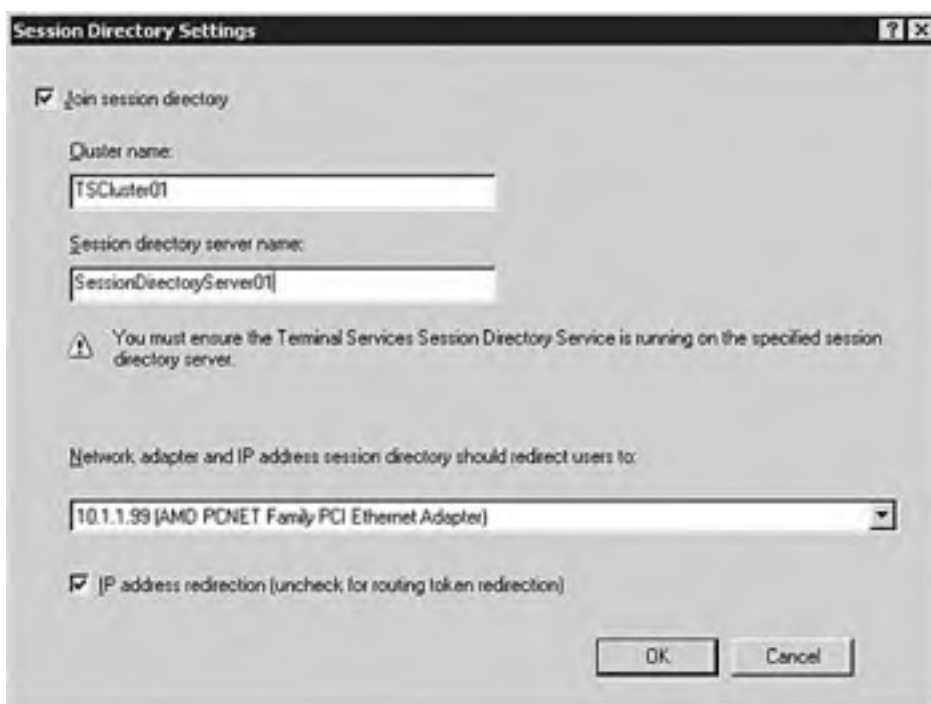 Session Directory Settings
Join session directory
Cluster name:
TSCluster01
Session directory server name:
SessionDirectoryServer01
You must ensure the Terminal Services Session Directory Service is running on the specified session
directory server.
Network adapter and IP address session directory should redirect users to:
10.1.1.99 (AMD PCNET Family PCI Ethernet Adapter)
IP address redirection (uncheck for routing token redirection)
OK
Cancel